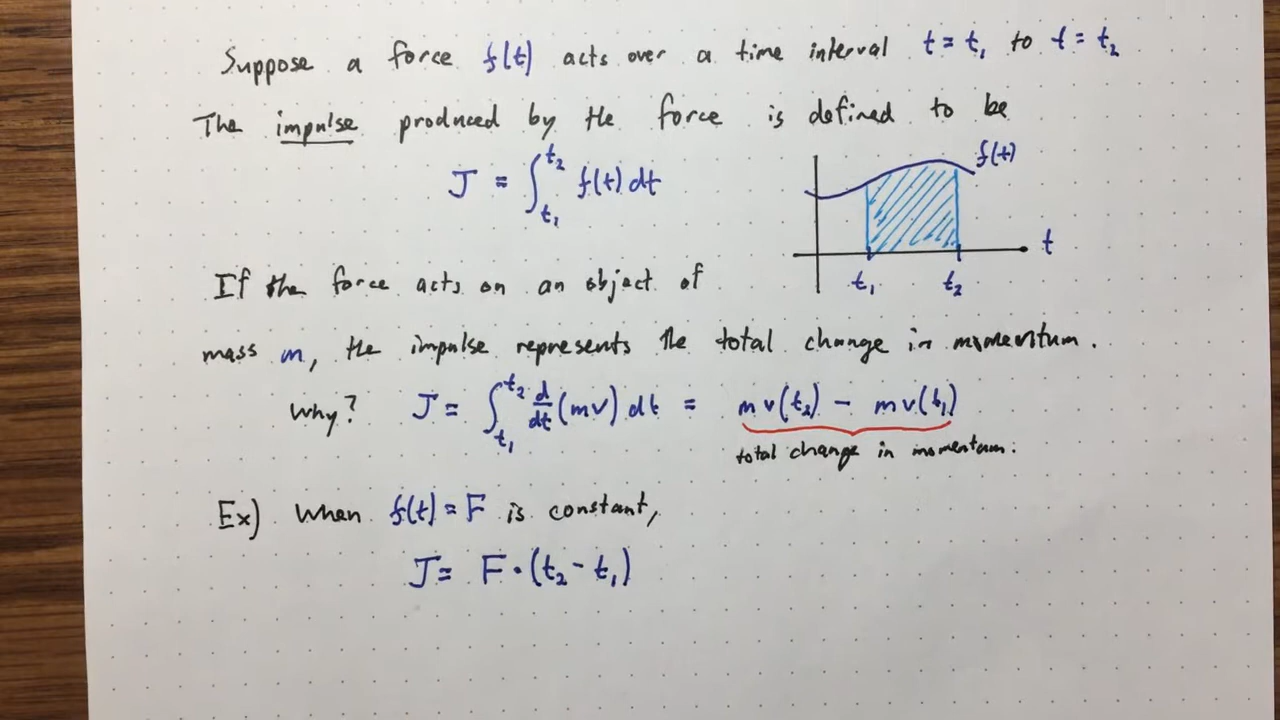 Suppose a force f(t) acts over a time interval t = t₁ to t = t₂
The impulse produced by the force is defined to be
J = ∫_{t₁}^{t₂} f(t) dt
f(t)
t
t₁ t₂
If the force acts on an object of
mass m, the impulse represents the total change in momentum.
Why? J = ∫_{t₁}^{t₂} d/dt (mv) dt = mv(t₂) - mv(t₁)
total change in momentum.
Ex) When f(t) = F is constant,
J = F·(t₂ - t₁)